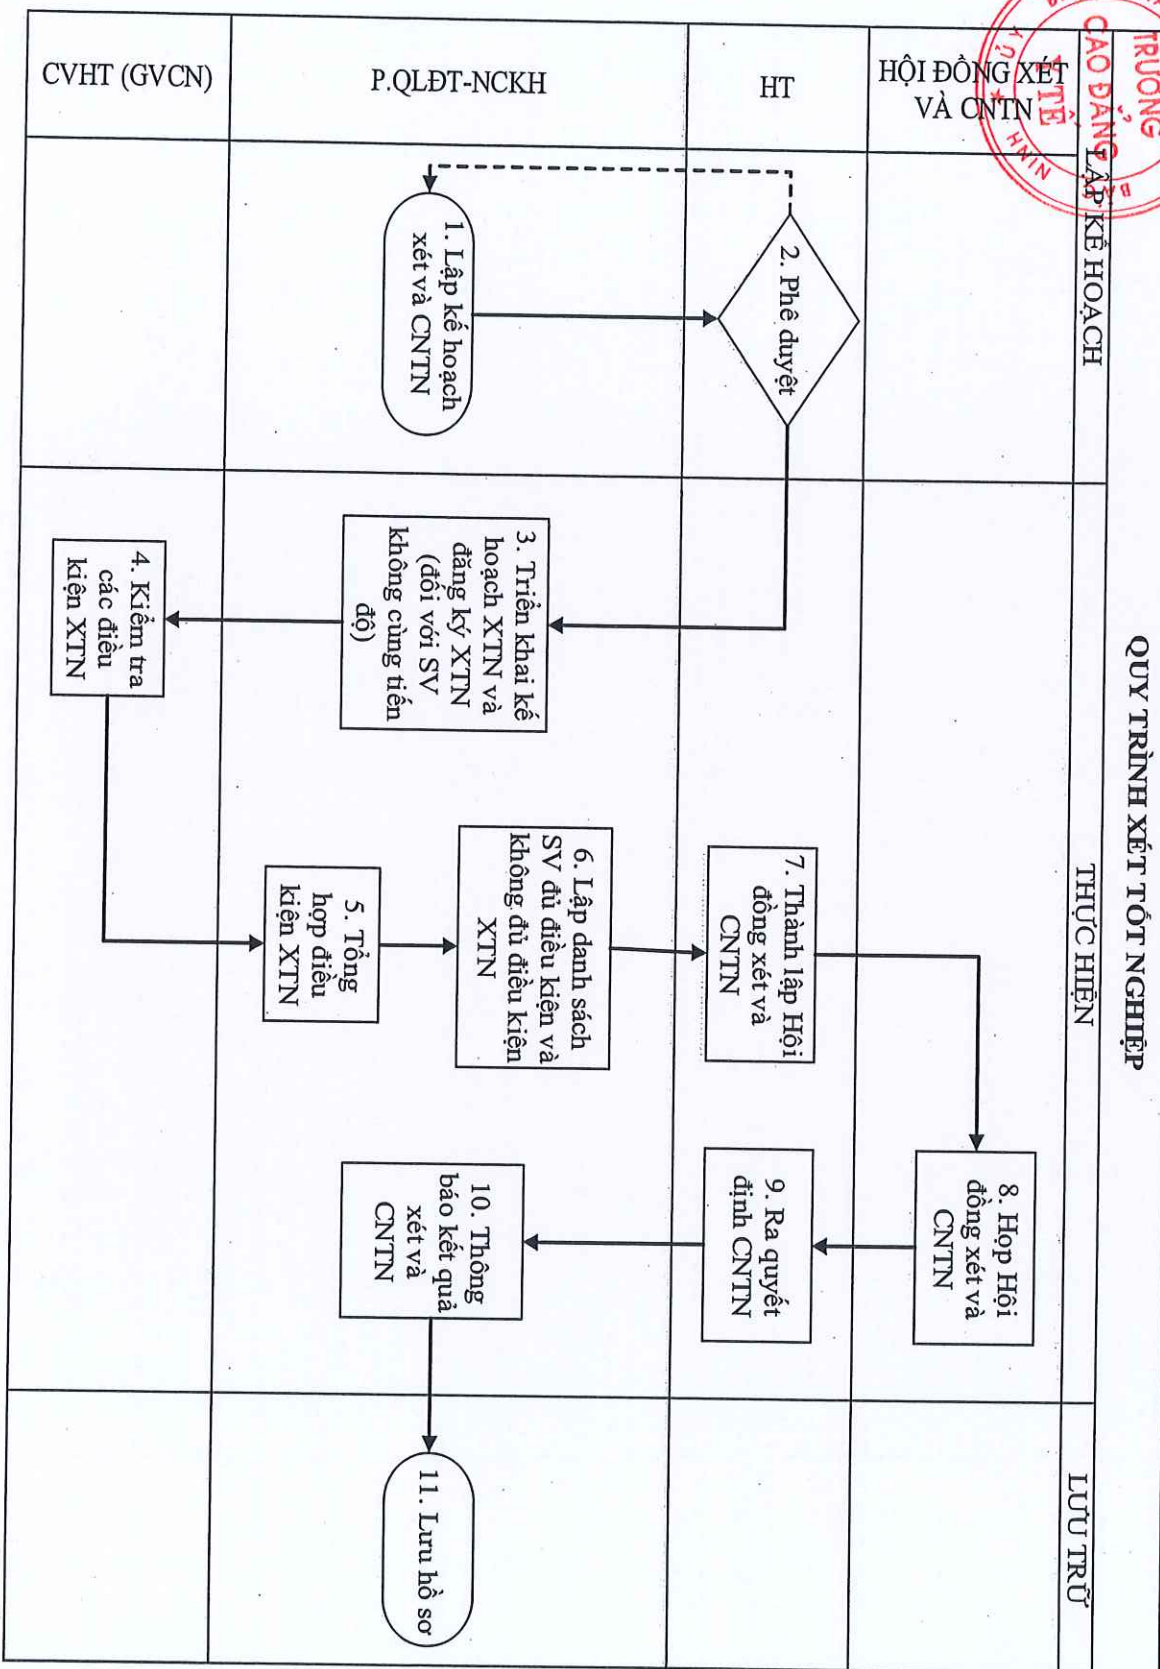 QUY TRÌNH XÉT TỐT NGHIỆP
LẬP KẾ HOẠCH
THỰC HIỆN
LƯU TRỮ
HỘI ĐỒNG XÉT
VÀ CNTN
HT
P.QLĐT-NCKH
CVHT (GVCN)
1. Lập kế hoạch
xét và CNTN
2. Phê duyệt
3. Triển khai kế
hoạch XTN và
đăng ký XTN
(đối với SV
không cùng tiến
độ)
4. Kiểm tra
các điều
kiện XTN
5. Tổng
hợp điều
kiện XTN
6. Lập danh sách
SV đủ điều kiện và
không đủ điều kiện
XTN
7. Thành lập Hội
đồng xét và
CNTN
8. Họp Hội
đồng xét và
CNTN
9. Ra quyết
định CNTN
10. Thông
báo kết quả
xét và
CNTN
11. Lưu hồ sơ
TRƯỜNG
CAO ĐẲNG
Y TẾ
NINH